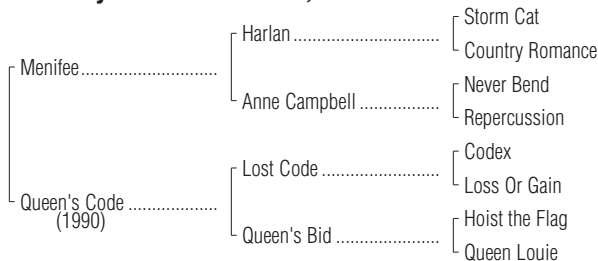 Storm Cat
Harlan
Country Romance
Menifee
Never Bend
Anne Campbell
Repercussion
Codex
Lost Code
Loss Or Gain
Queen's Code
(1990)
Hoist the Flag
Queen's Bid
Queen Louie